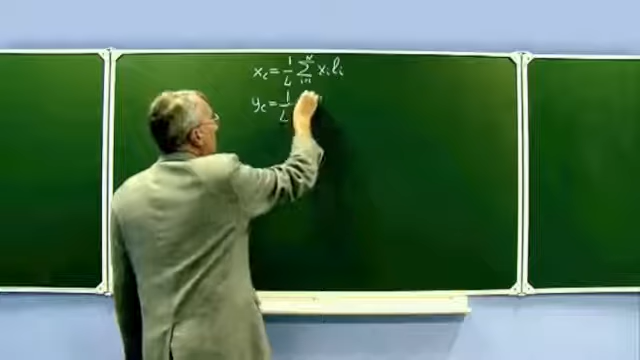 x_c = 1/L ∑_{i=1}^{N} x_i l_i
y_c = 1/L